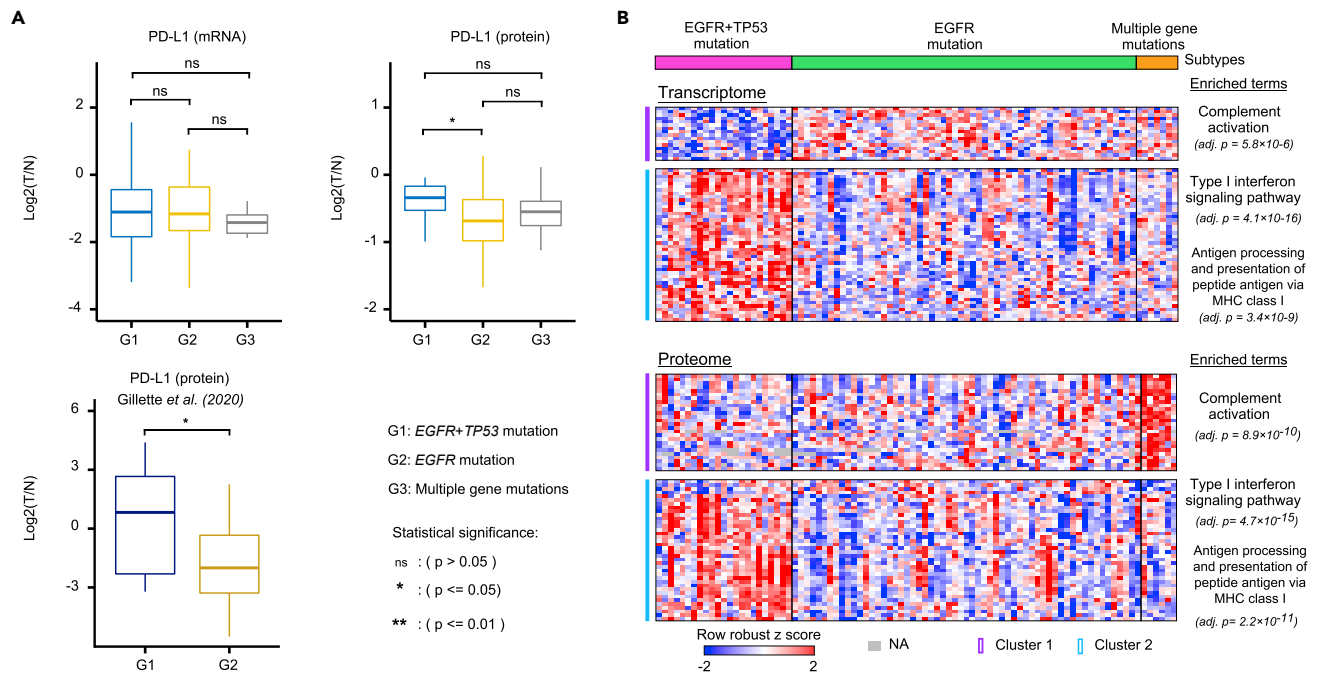 A
PD-L1 (mRNA)
ns
ns
ns
2
0
-2
-4
Log2(T/N)
G1
G2
G3
PD-L1 (protein)
ns
ns
*
1
0
-1
-2
Log2(T/N)
G1
G2
G3
PD-L1 (protein)
Gillette et al. (2020)
*
6
3
0
-3
Log2(T/N)
G1
G2
G1: EGFR+TP53 mutation
G2: EGFR mutation
G3: Multiple gene mutations
Statistical significance:
ns : ( p > 0.05 )
* : ( p <= 0.05)
** : ( p <= 0.01 )
B
EGFR+TP53
mutation
EGFR
mutation
Multiple gene
mutations
Subtypes
Transcriptome
Enriched terms
Complement
activation
(adj. p = 5.8×10-6)
Type I interferon
signaling pathway
(adj. p = 4.1×10-16)
Antigen processing
and presentation of
peptide antigen via
MHC class I
(adj. p = 3.4×10-9)
Proteome
Enriched terms
Complement
activation
(adj. p = 8.9×10-10)
Type I interferon
signaling pathway
(adj. p = 4.7×10-15)
Antigen processing
and presentation of
peptide antigen via
MHC class I
(adj. p = 2.2×10-11)
Row robust z score
-2
2
NA
Cluster 1
Cluster 2